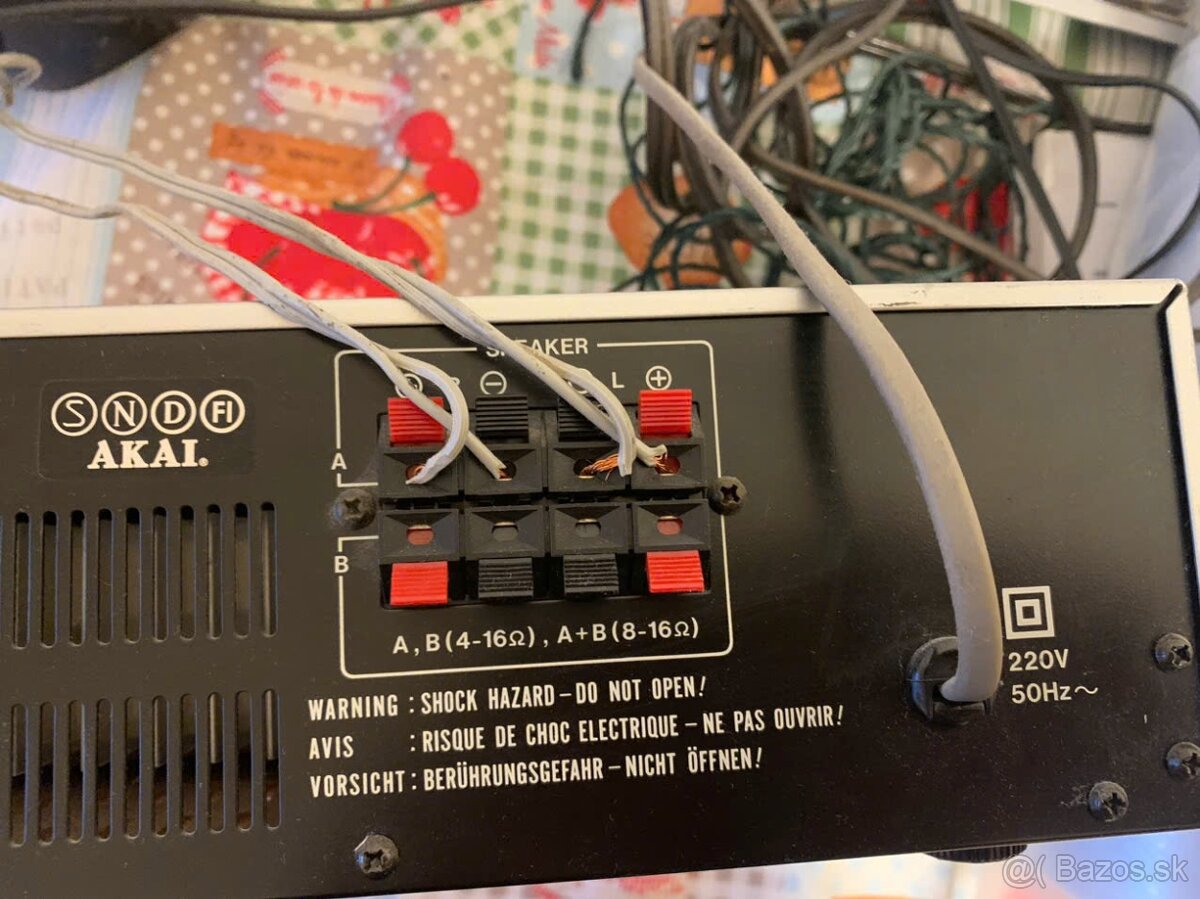 SPEAKER
R ⊖ L ⊕
S N D FI
AKAI®
A
B
A, B (4-16Ω), A+B (8-16Ω)
220V
50Hz~
WARNING : SHOCK HAZARD – DO NOT OPEN!
AVIS : RISQUE DE CHOC ELECTRIQUE – NE PAS OUVRIR!
VORSICHT : BERÜHRUNGSGEFAHR – NICHT ÖFFNEN!
@( Bazos.sk